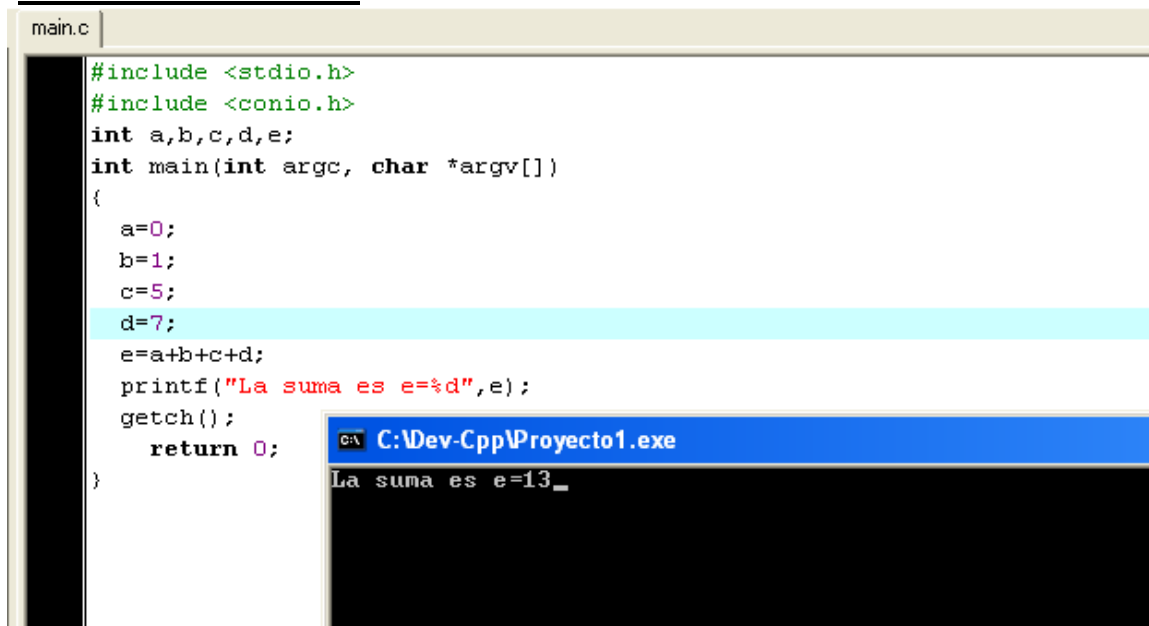 main.c
#include <stdio.h>
#include <conio.h>
int a,b,c,d,e;
int main(int argc, char *argv[])
{
a=0;
b=1;
c=5;
d=7;
e=a+b+c+d;
printf("La suma es e=%d",e);
getch();
return 0;
}
C:\Dev-Cpp\Proyecto1.exe
La suma es e=13_